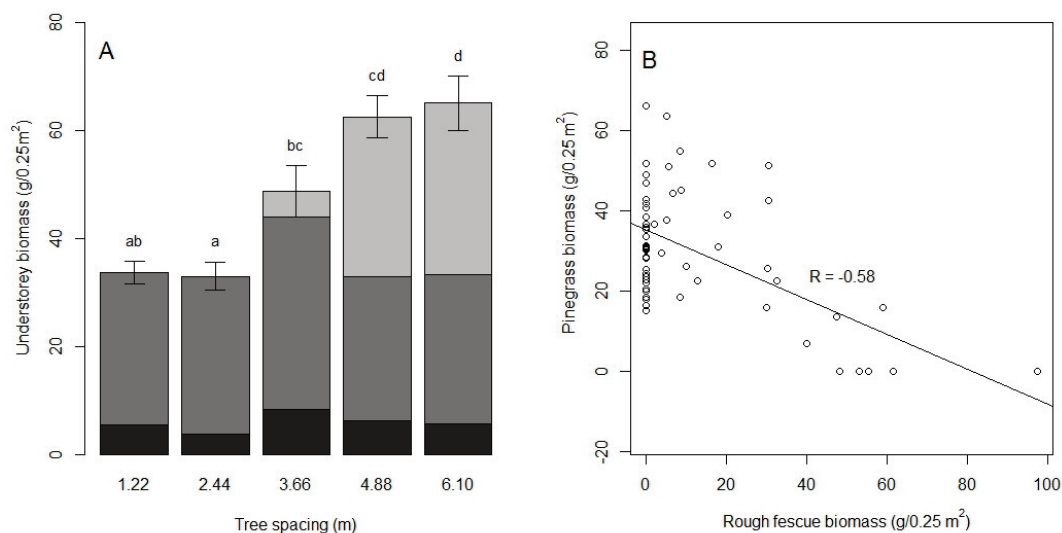 A
Understorey biomass (g/0.25m²)
80
60
40
20
0
ab
a
bc
cd
d
1.22 2.44 3.66 4.88 6.10
Tree spacing (m)
B
Pinegrass biomass (g/0.25 m²)
80
60
40
20
0
-20
R = -0.58
0 20 40 60 80 100
Rough fescue biomass (g/0.25 m²)